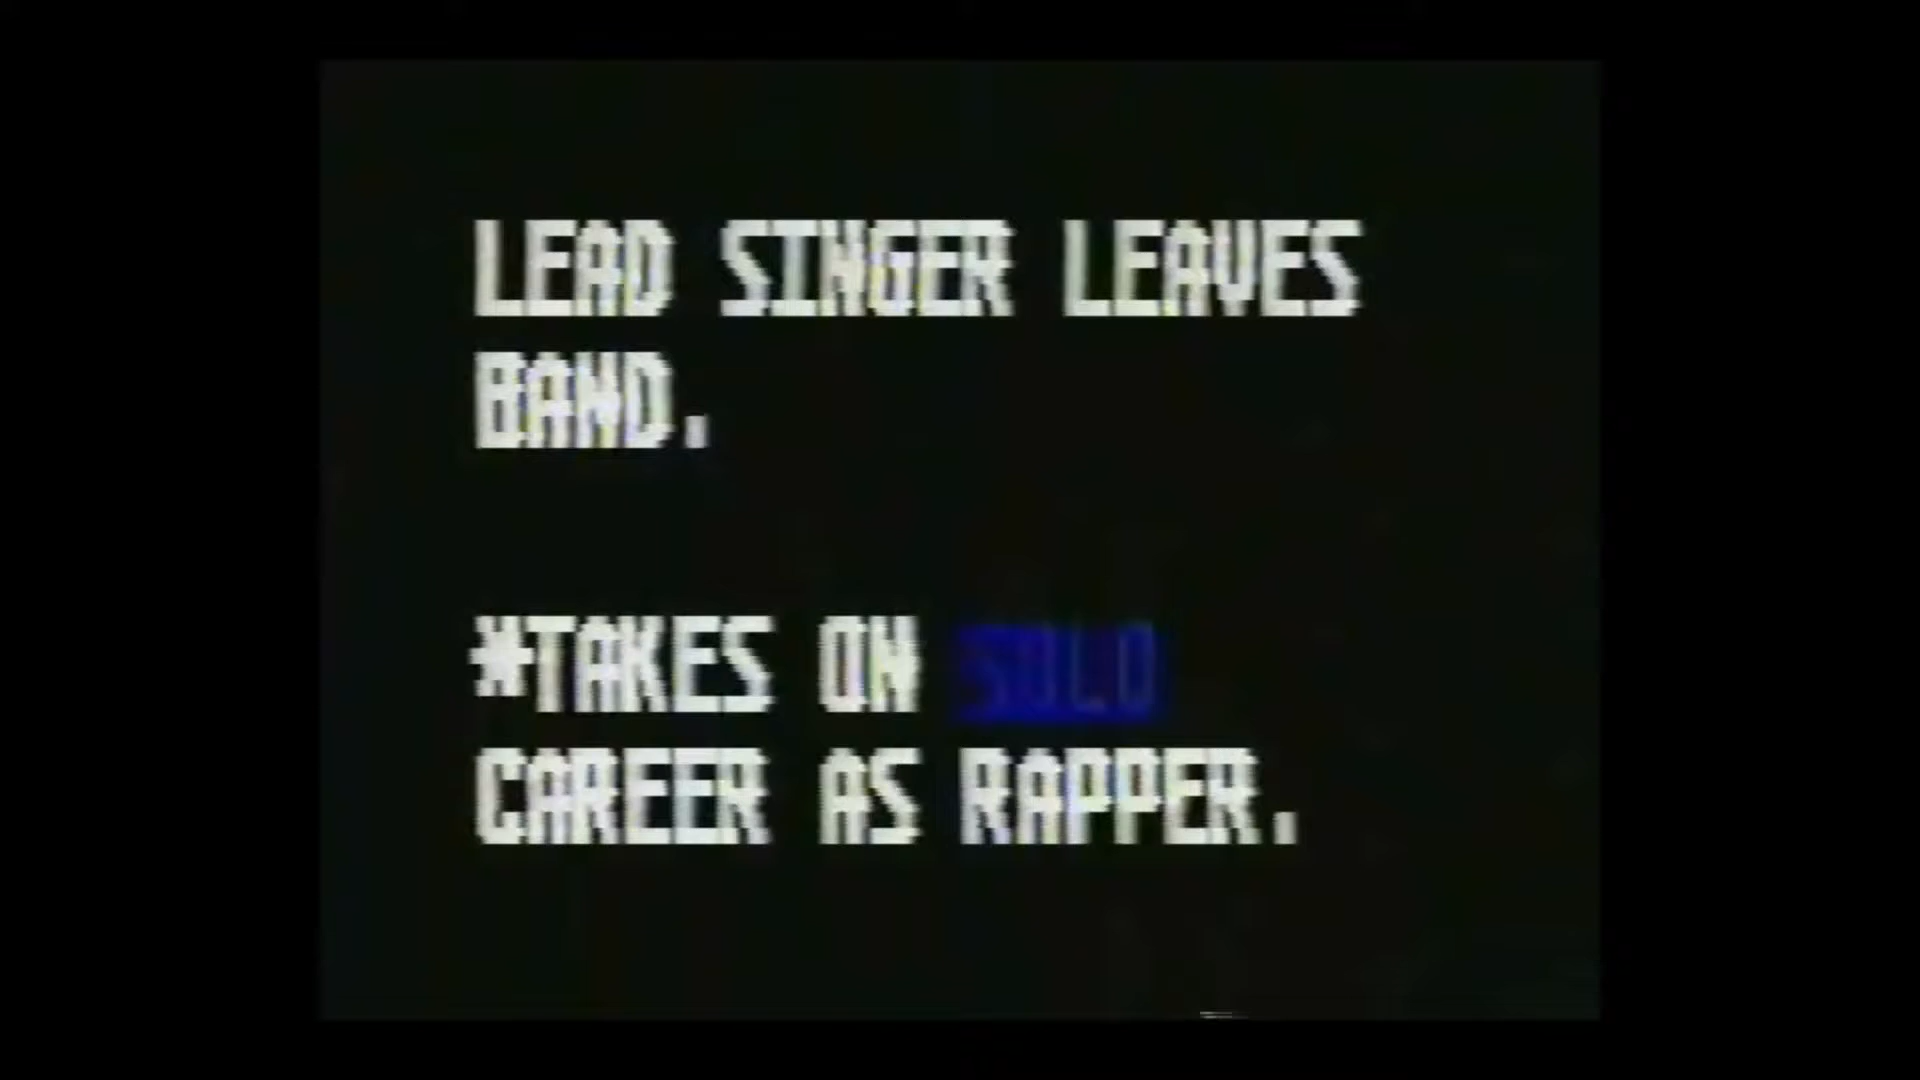 LEAD SINGER LEAVES
BAND.
*TAKES ON SOLO
CAREER AS RAPPER.